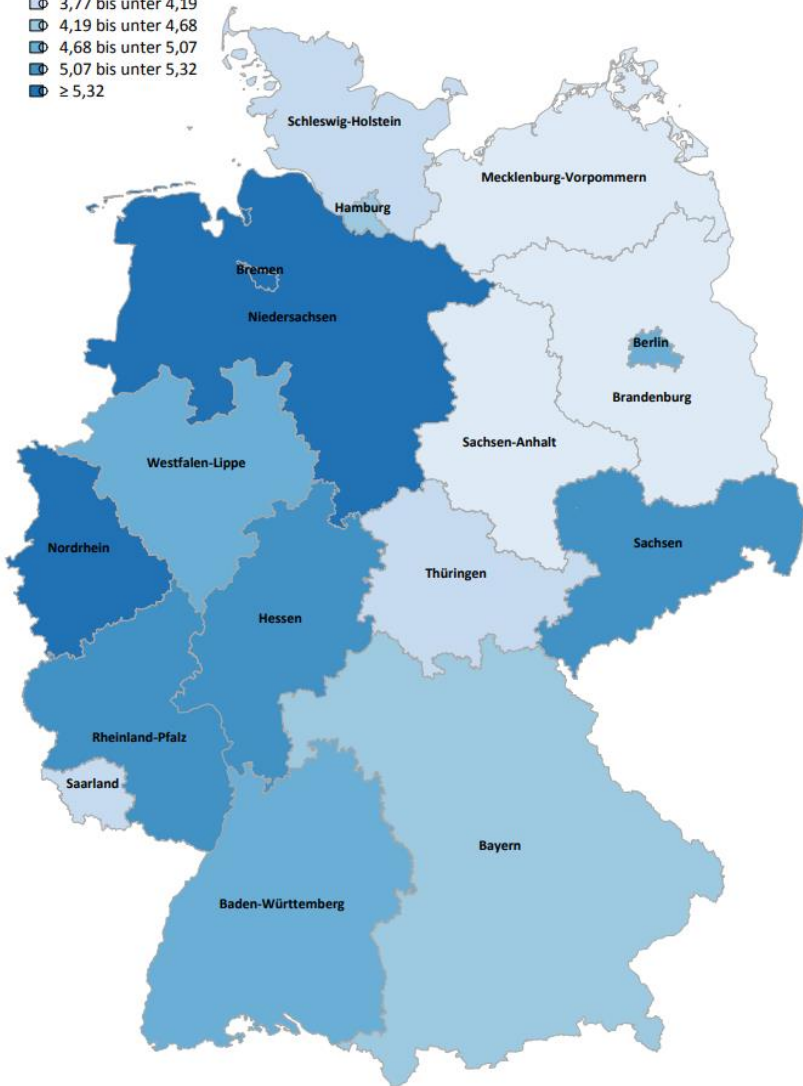 3,77 bis unter 4,19
4,19 bis unter 4,68
4,68 bis unter 5,07
5,07 bis unter 5,32
≥ 5,32
Schleswig-Holstein
Mecklenburg-Vorpommern
Hamburg
Bremen
Niedersachsen
Berlin
Brandenburg
Sachsen-Anhalt
Westfalen-Lippe
Nordrhein
Sachsen
Thüringen
Hessen
Rheinland-Pfalz
Saarland
Bayern
Baden-Württemberg